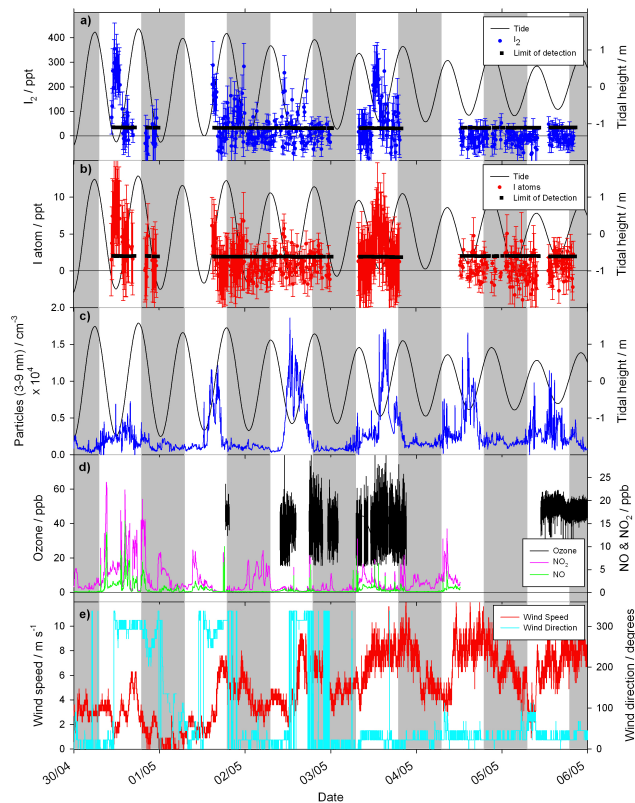 a)
400
300
200
100
0
I2 / ppt
1
0
-1
Tidal height / m
Tide
I2
Limit of detection
b)
10
5
0
I atom / ppt
1
0
-1
Tidal height / m
Tide
I atoms
Limit of Detection
c)
2.0
1.5
1.0
0.5
0.0
Particles (3-9 nm) / cm-3
x 104
1
0
-1
Tidal height / m
d)
60
40
20
0
Ozone / ppb
25
20
15
10
5
0
NO & NO2 / ppb
Ozone
NO2
NO
e)
10
8
6
4
2
0
Wind speed / m s-1
300
200
100
0
Wind direction / degrees
Wind Speed
Wind Direction
30/04
01/05
02/05
03/05
04/05
05/05
06/05
Date